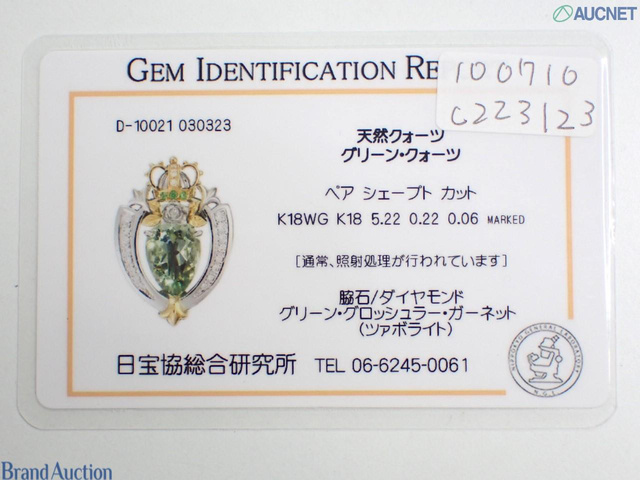 AUCNET
GEM IDENTIFICATION RE
100710
C223123
D-10021 030323
天然クォーツ
グリーン・クォーツ
ペア シェープト カット
K18WG K18 5.22 0.22 0.06 MARKED
[通常、照射処理が行われています]
脇石/ダイヤモンド
グリーン・グロッシュラー・ガーネット
(ツァボライト)
日宝協総合研究所 TEL 06-6245-0061
N.G.L.
Brand Auction